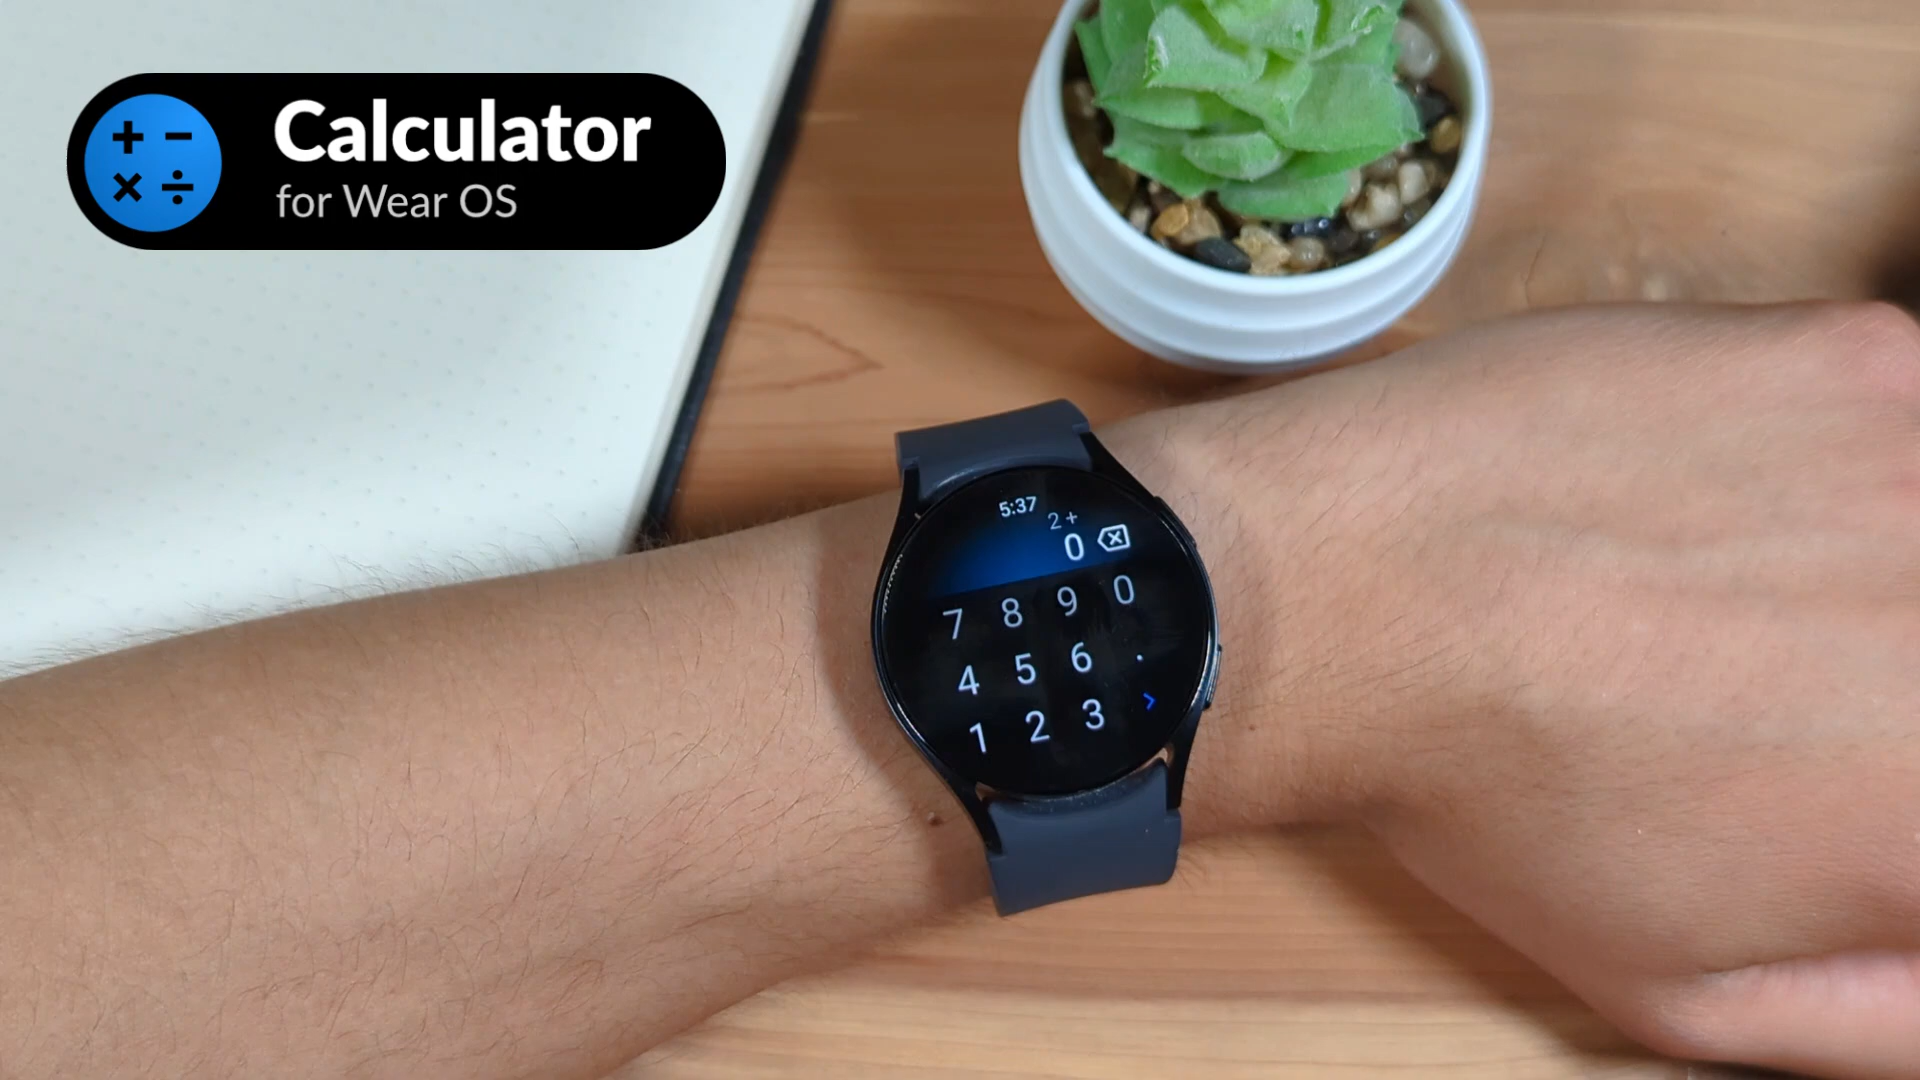 + −
× ÷
Calculator
for Wear OS
5:37
2 +
0
7 8 9 0
4 5 6 .
1 2 3 >